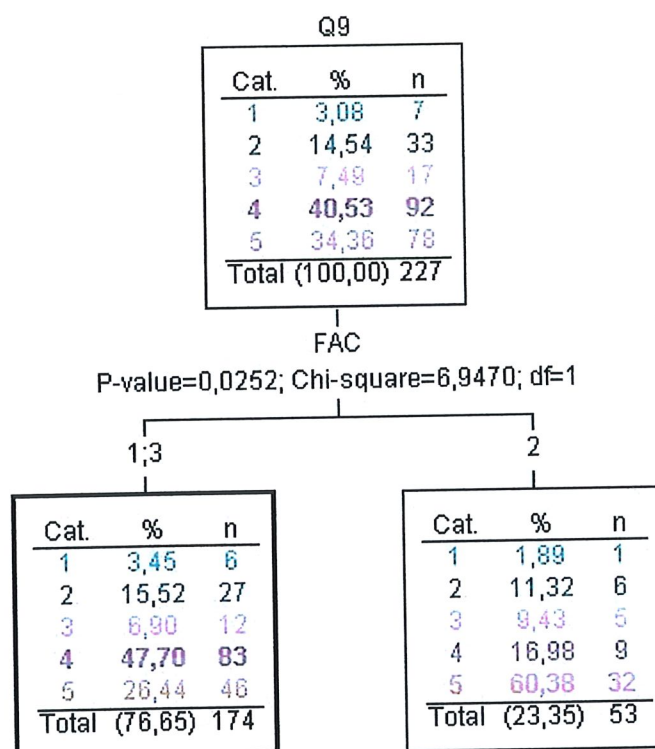 Q9
Cat. % n
1 3,08 7
2 14,54 33
3 7,49 17
4 40,53 92
5 34,36 78
Total (100,00) 227
FAC
P-value=0,0252; Chi-square=6,9470; df=1
1;3
Cat. % n
1 3,45 6
2 15,52 27
3 6,90 12
4 47,70 83
5 26,44 46
Total (76,65) 174
2
Cat. % n
1 1,89 1
2 11,32 6
3 9,43 5
4 16,98 9
5 60,38 32
Total (23,35) 53